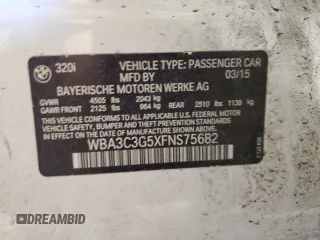 320i
VEHICLE TYPE: PASSENGER CAR
MFD BY
03/15
BAYERISCHE MOTOREN WERKE AG
GVWR 4505 lbs 2043 kg
GAWR FRONT 2125 lbs 964 kg GAWR REAR 2510 lbs 1139 kg
THIS VEHICLE CONFORMS TO ALL APPLICABLE
FEDERAL MOTOR VEHICLE SAFETY, BUMPER,
AND THEFT PREVENTION STANDARDS IN EFFECT ON
THE DATE OF MANUFACTURE SHOWN ABOVE.
WBA3C3G5XFNS75682
AUTOBIDMASTER